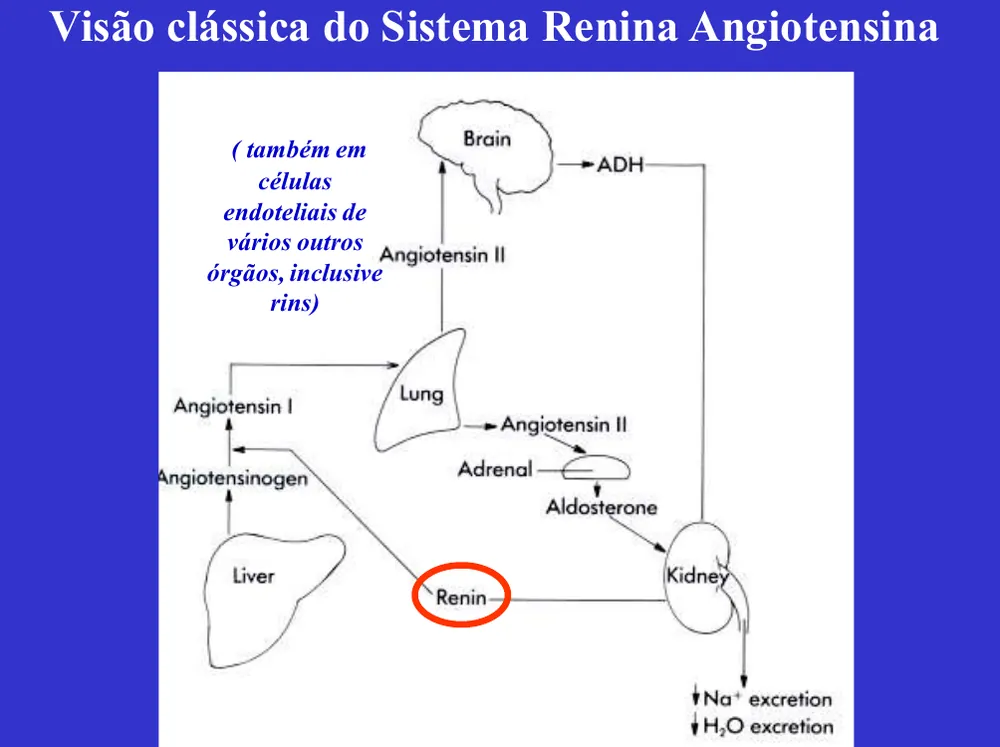 Visão clássica do Sistema Renina Angiotensina
( também em
células
endoteliais de
vários outros
órgãos, inclusive
rins)
Brain
ADH
Angiotensin II
Lung
Angiotensin I
Angiotensin II
Adrenal
Angiotensinogen
Aldosterone
Liver
Kidney
Renin
↓Na⁺ excretion
↓H₂O excretion